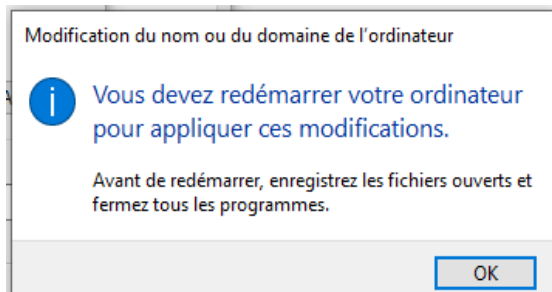 Modification du nom ou du domaine de l’ordinateur
Vous devez redémarrer votre ordinateur
pour appliquer ces modifications.
Avant de redémarrer, enregistrez les fichiers ouverts et
fermez tous les programmes.
OK